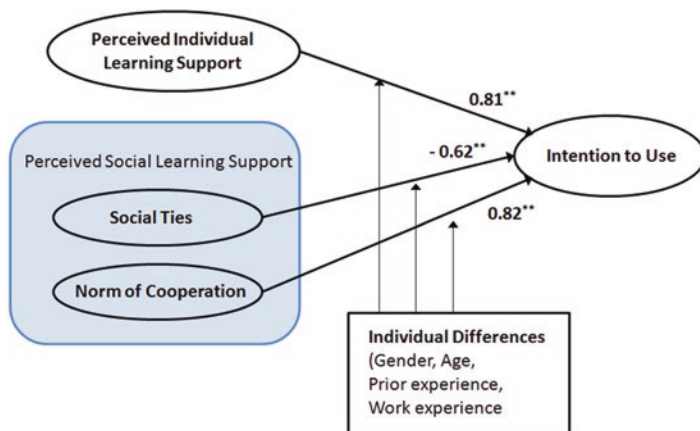 Perceived Individual
Learning Support
0.81**
Perceived Social Learning Support
- 0.62**
Intention to Use
Social Ties
0.82**
Norm of Cooperation
Individual Differences
(Gender, Age,
Prior experience,
Work experience